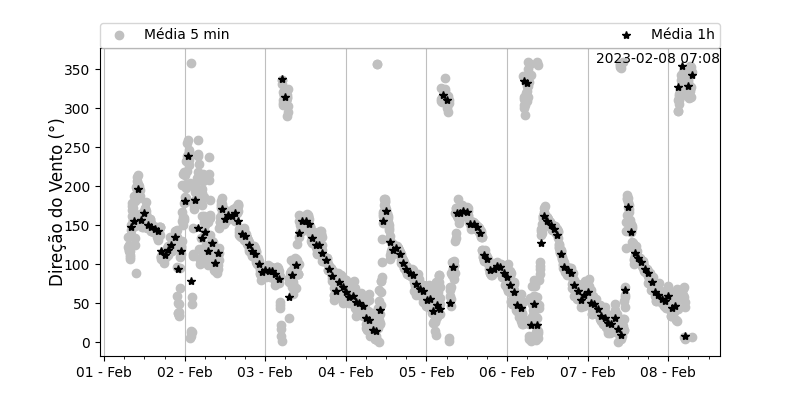 Média 5 min
Média 1h
2023-02-08 07:08
Direção do Vento (°)
350
300
250
200
150
100
50
0
01 - Feb
02 - Feb
03 - Feb
04 - Feb
05 - Feb
06 - Feb
07 - Feb
08 - Feb